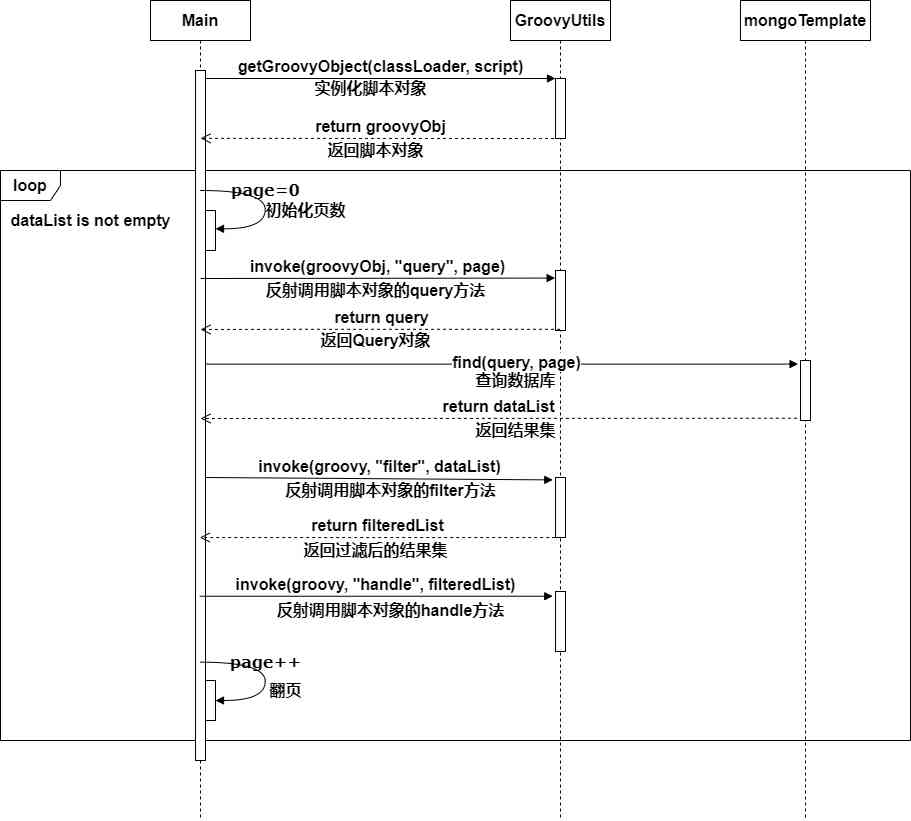 Main
GroovyUtils
mongoTemplate
getGroovyObject(classLoader, script)
实例化脚本对象
return groovyObj
返回脚本对象
loop
dataList is not empty
page=0
初始化页数
invoke(groovyObj, "query", page)
反射调用脚本对象的query方法
return query
返回Query对象
find(query, page)
查询数据库
return dataList
返回结果集
invoke(groovy, "filter", dataList)
反射调用脚本对象的filter方法
return filteredList
返回过滤后的结果集
invoke(groovy, "handle", filteredList)
反射调用脚本对象的handle方法
page++
翻页